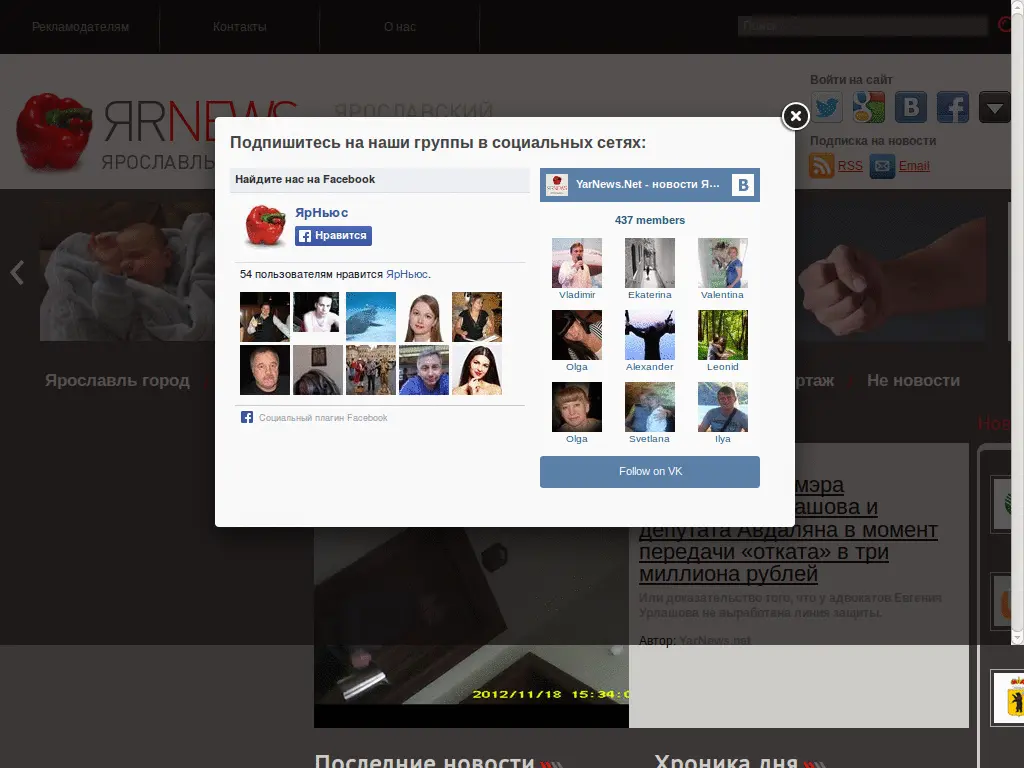 Рекламодателям
Контакты
О нас
Поиск
Войти на сайт
ЯРNEWS
ЯРОСЛАВСКИЙ
ЯРОСЛАВЛЬ
Подписка на новости
RSS
Email
Подпишитесь на наши группы в социальных сетях:
Найдите нас на Facebook
ЯрНьюс
Нравится
54 пользователям нравится ЯрНьюс.
Социальный плагин Facebook
YarNews.Net - новости Я...
437 members
Vladimir
Ekaterina
Valentina
Olga
Alexander
Leonid
Olga
Svetlana
Ilya
Follow on VK
Ярославль город
ртаж
Не новости
Нов
мэра
ашова и
депутата Авдаляна в момент
передачи «отката» в три
миллиона рублей
Или доказательство того, что у адвокатов Евгения
Урлашова не выработана линия защиты.
Автор: YarNews.net
2012/11/18 15:34:0
Последние новости
Хроника дня